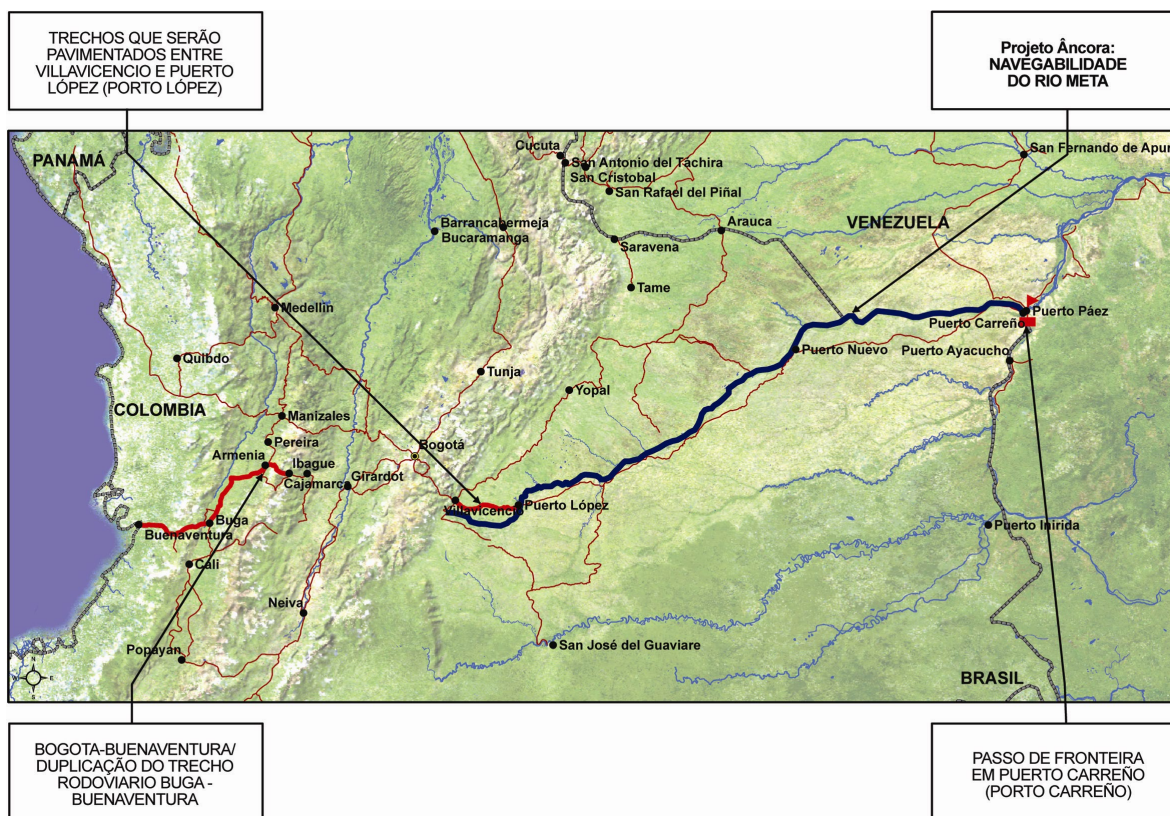 TRECHOS QUE SERÃO
PAVIMENTADOS ENTRE
VILLAVICENCIO E PUERTO
LÓPEZ (PORTO LÓPEZ)
Projeto Âncora:
NAVEGABILIDADE
DO RIO META
PANAMÁ
Cucuta
San Antonio del Táchira
San Cristobal
San Rafael del Piñal
San Fernando de Apur
Barrancabermeja
Bucaramanga
Arauca
VENEZUELA
Saravena
Tame
Medellín
Puerto Páez
Puerto Carreño
Quibdo
Puerto Nuevo
Puerto Ayacucho
Tunja
Yopal
COLOMBIA
Manizales
Pereira
Bogotá
Armenia
Ibague
Cajamarca
Girardot
Villavicencio
Puerto López
Buga
Buenaventura
Puerto Inirida
Cali
Neiva
San José del Guaviare
Popayán
N
W
E
S
BRASIL
BOGOTA-BUENAVENTURA/
DUPLICAÇÃO DO TRECHO
RODOVIARIO BUGA -
BUENAVENTURA
PASSO DE FRONTEIRA
EM PUERTO CARREÑO
(PORTO CARREÑO)